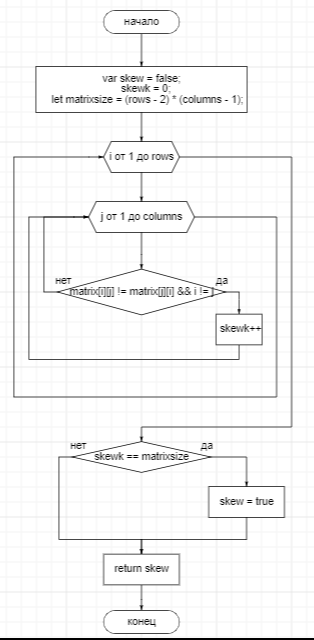 начало
var skew = false;
skewk = 0;
let matrixsize = (rows - 2) * (columns - 1);
i от 1 до rows
j от 1 до columns
нет
да
matrix[i][j] != matrix[j][i] && i != j
skewk++
нет
да
skewk == matrixsize
skew = true
return skew
конец